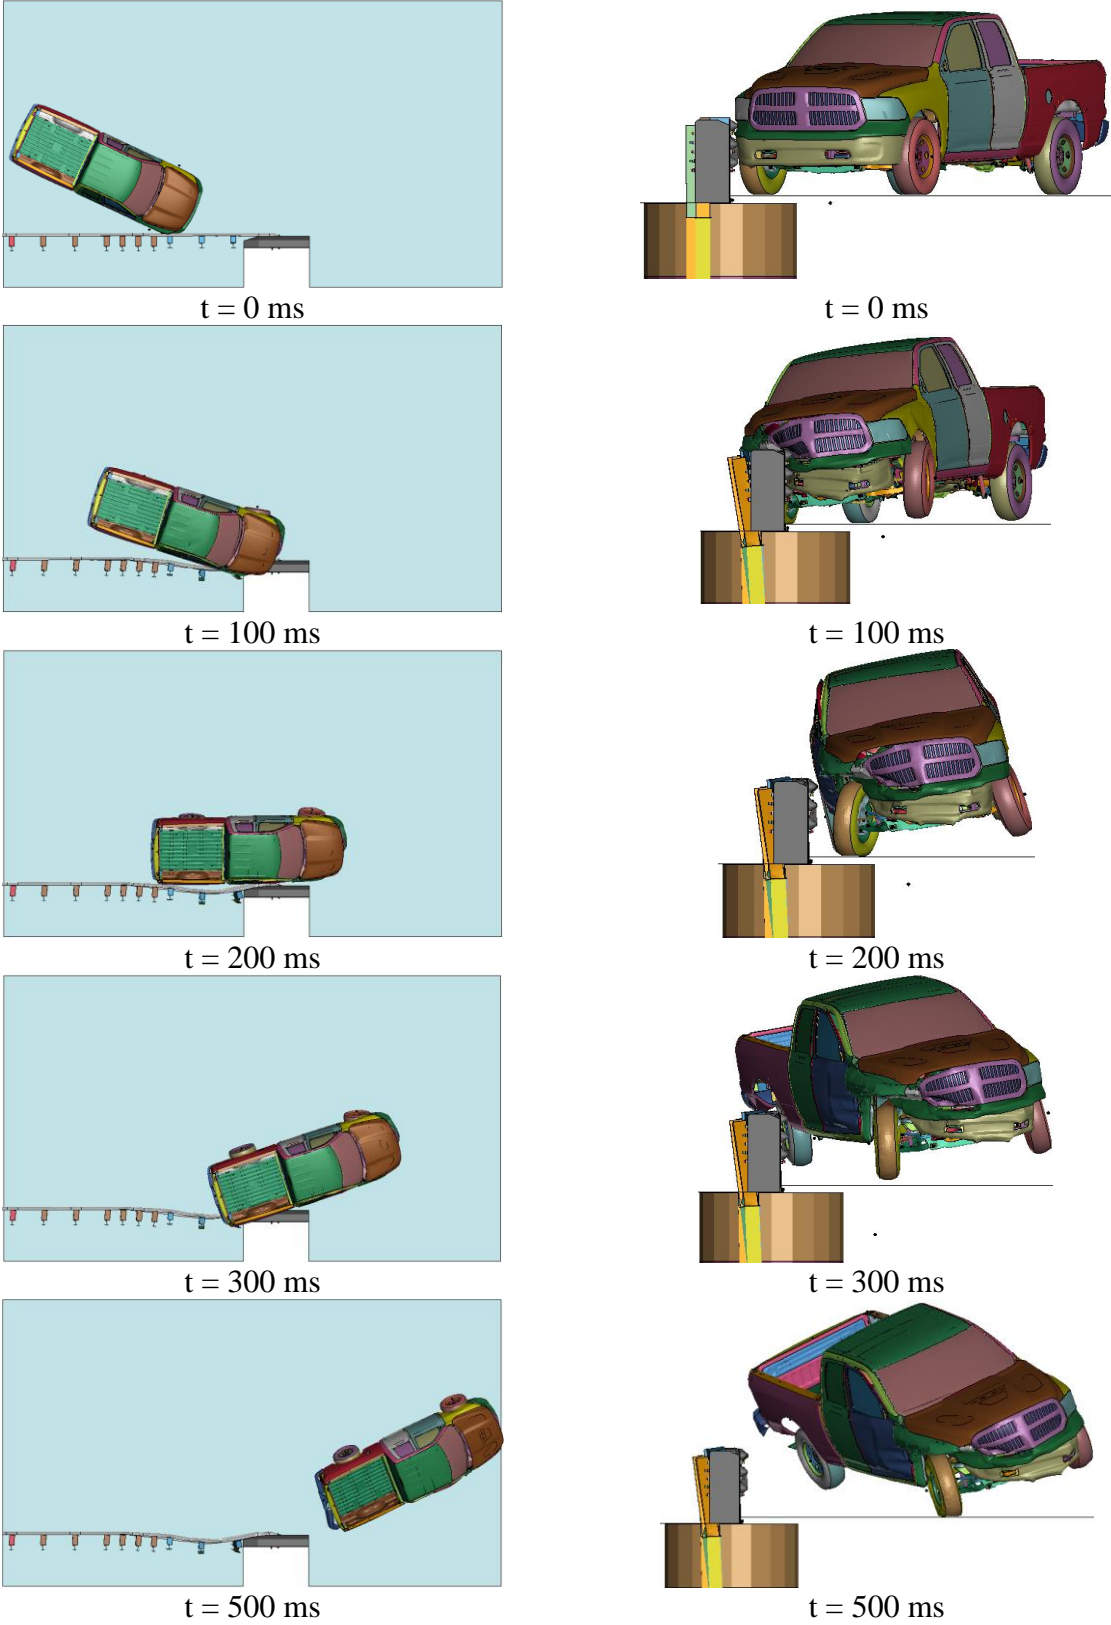 t = 0 ms
t = 0 ms
t = 100 ms
t = 100 ms
t = 200 ms
t = 200 ms
t = 300 ms
t = 300 ms
t = 500 ms
t = 500 ms